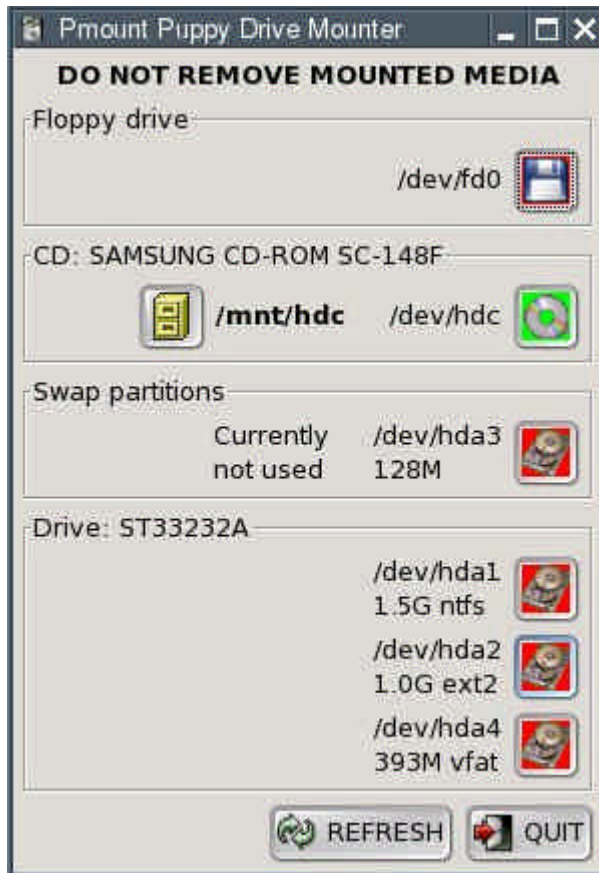 Pmount Puppy Drive Mounter
DO NOT REMOVE MOUNTED MEDIA
Floppy drive
/dev/fd0
CD: SAMSUNG CD-ROM SC-148F
/mnt/hdc /dev/hdc
Swap partitions
Currently /dev/hda3
not used 128M
Drive: ST33232A
/dev/hda1
1.5G ntfs
/dev/hda2
1.0G ext2
/dev/hda4
393M vfat
REFRESH QUIT